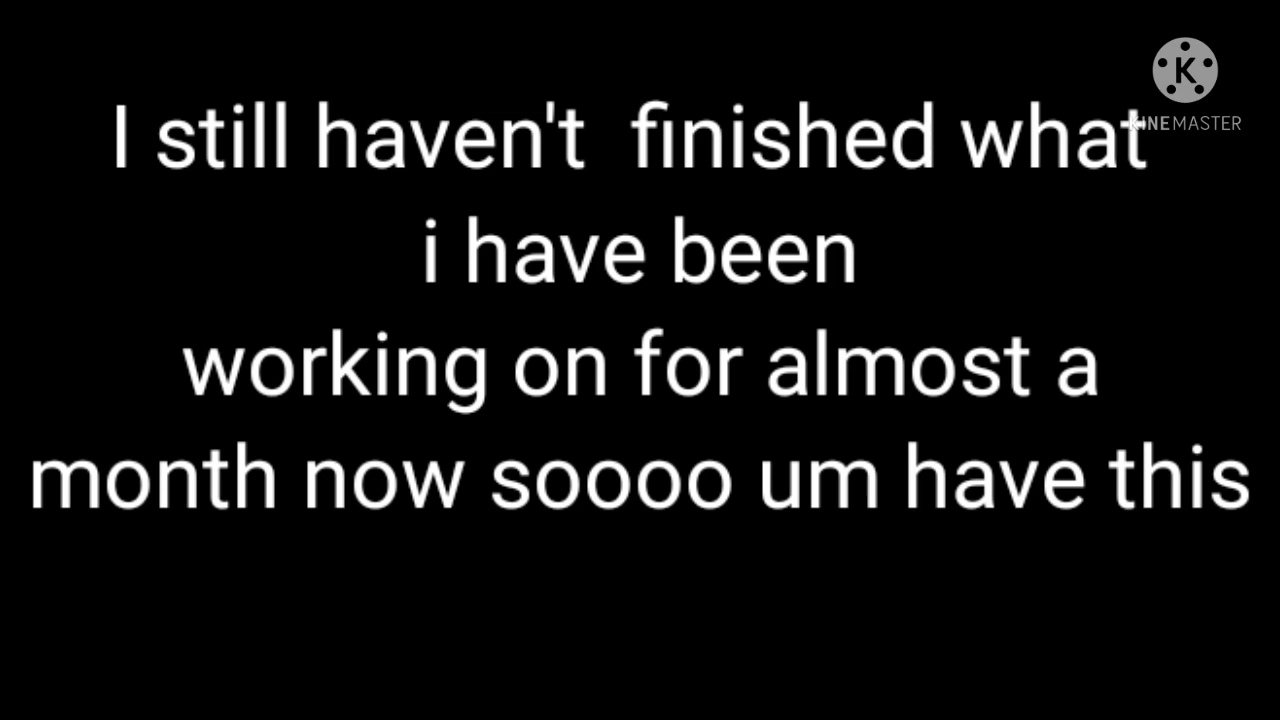 K
KINEMASTER
I still haven't  finished what
i have been
working on for almost a
month now soooo um have this